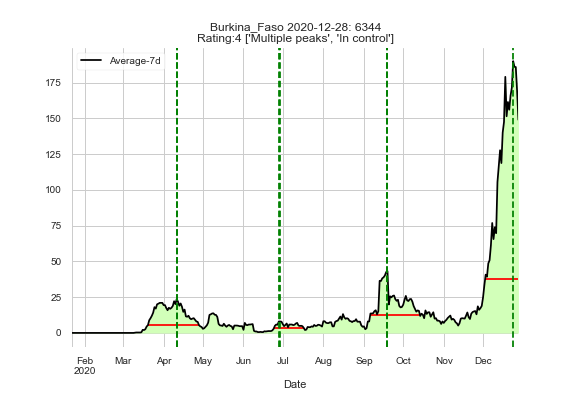 Burkina_Faso 2020-12-28: 6344
Rating:4 ['Multiple peaks', 'In control']
Average-7d
175
150
125
100
75
50
25
0
Feb Mar Apr May Jun Jul Aug Sep Oct Nov Dec
2020
Date